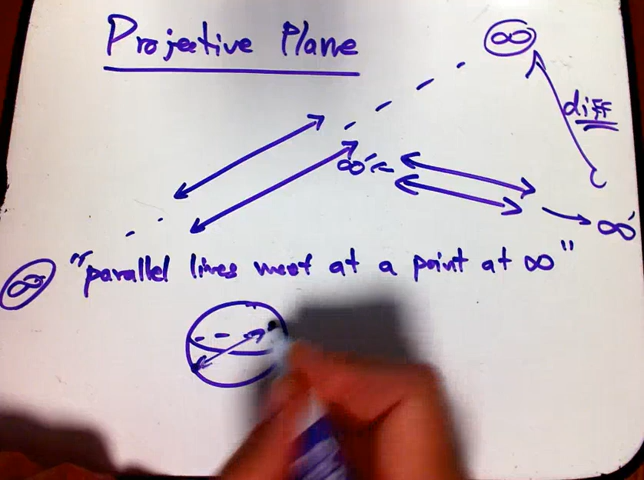 Projective Plane
∞
diff
∞'
∞'
∞ "parallel lines meet at a point at ∞"